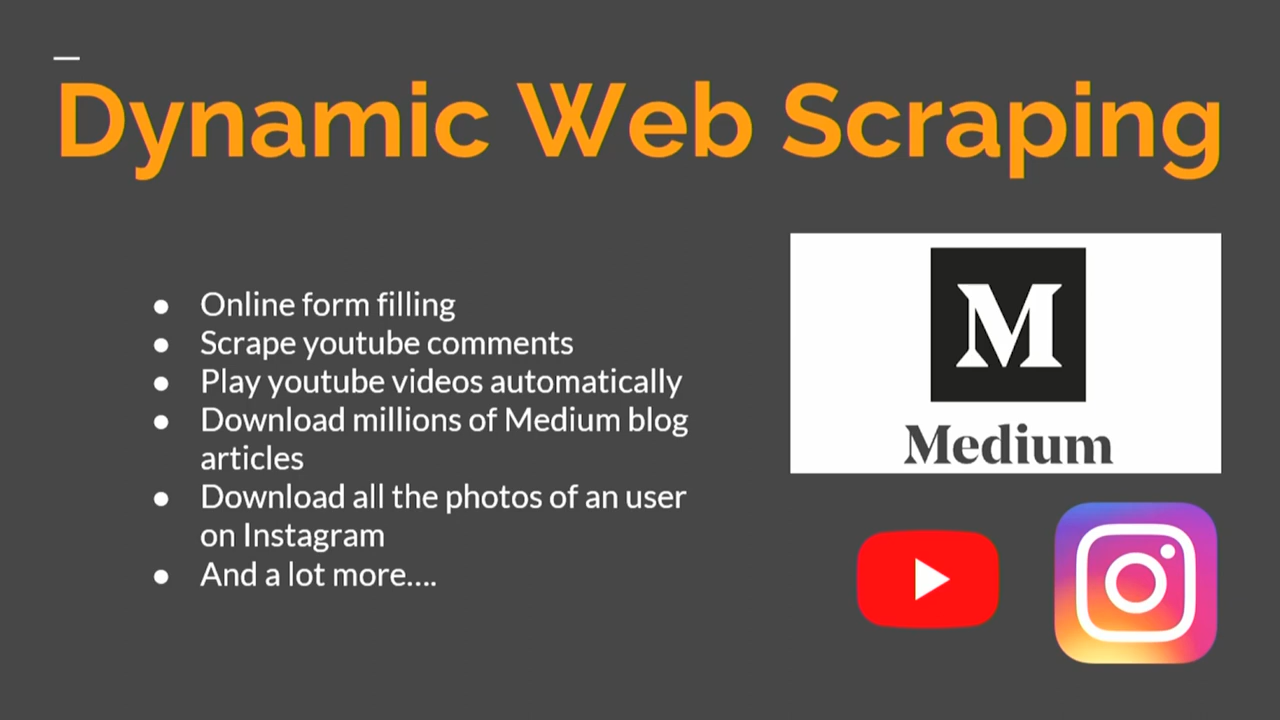 Dynamic Web Scraping
● Online form filling
● Scrape youtube comments
● Play youtube videos automatically
● Download millions of Medium blog
articles
● Download all the photos of an user
on Instagram
● And a lot more....
M
Medium